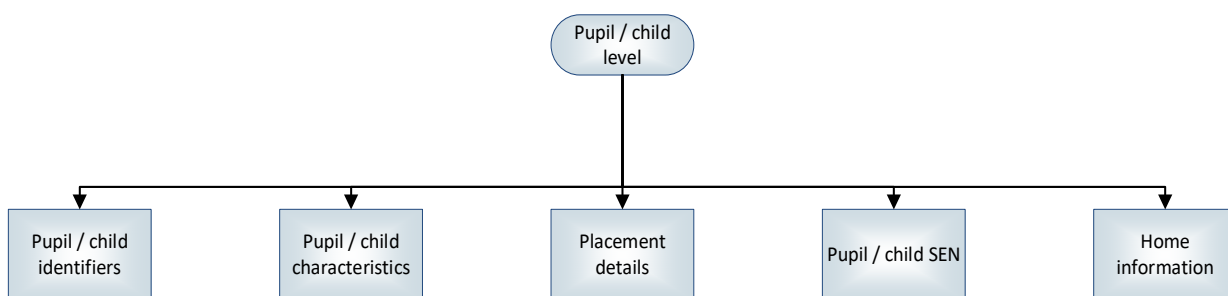 Pupil / child
level
Pupil / child
identifiers
Pupil / child
characteristics
Placement
details
Pupil / child SEN
Home
information